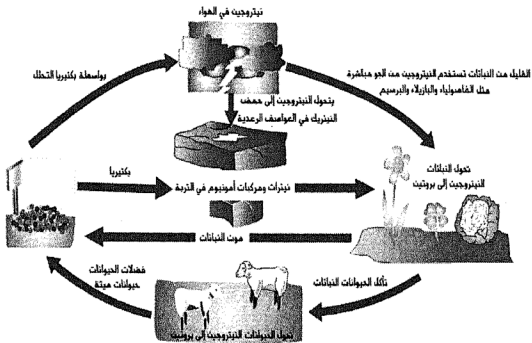 نيتروجين في الهواء
بواسطة بكتيريا التحلل
القليل من النباتات تستخدم النيتروجين من الجو مباشرة
مثل الفاصولياء والبازيلاء والبرسيم
يتحول النيتروجين إلى حمض
النيتريك في العواصف الرعدية
تحول النباتات
النيتروجين إلى بروتين
بكتيريا
نيترات ومركبات أمونيوم في التربة
موت النباتات
فضلات الحيوانات
حيوانات ميتة
تأكل الحيوانات النباتات
تحول الحيوانات النيتروجين إلى بروتين